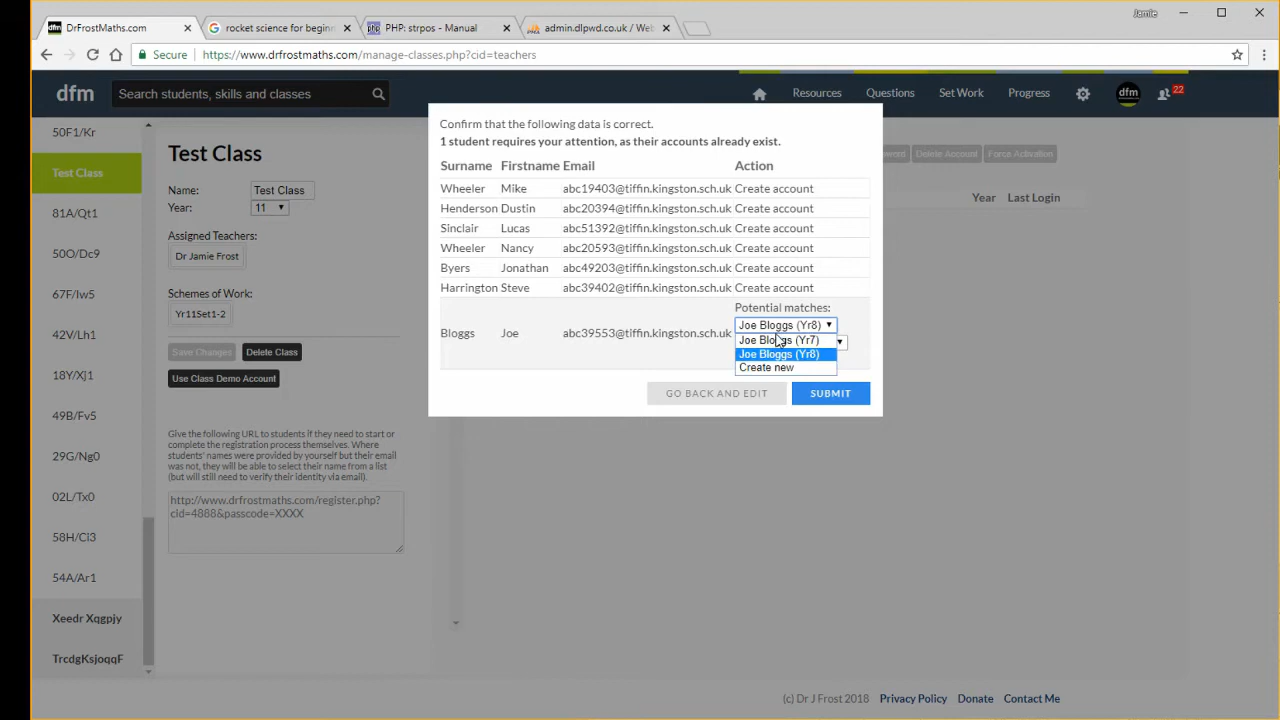 Jamie
DrFrostMaths.com
rocket science for beginn
PHP: strpos - Manual
admin.dlpwd.co.uk / Web
Secure https://www.drfrostmaths.com/manage-classes.php?cid=teachers
dfm Search students, skills and classes Resources Questions Set Work Progress dfm 22
50F1/Kr
Test Class
81A/Qt1
50O/Dc9
67F/Iw5
42V/Lh1
18Y/Xj1
49B/Fv5
29G/Ng0
02L/Tx0
58H/Ci3
54A/Ar1
Xeedr Xqgpjy
TrcdgKsjoqqF
Test Class
Name: Test Class
Year: 11
Assigned Teachers:
Dr Jamie Frost
Schemes of Work:
Yr11Set1-2
Save Changes Delete Class
Use Class Demo Account
Give the following URL to students if they need to start or
complete the registration process themselves. Where
students' names were provided by yourself but their email
was not, they will be able to select their name from a list
(but will still need to verify their identity via email).
http://www.drfrostmaths.com/register.php?
cid=4888&passcode=XXXX
Confirm that the following data is correct.
1 student requires your attention, as their accounts already exist.
Surname Firstname Email Action
Wheeler Mike abc19403@tiffin.kingston.sch.uk Create account
Henderson Dustin abc20394@tiffin.kingston.sch.uk Create account
Sinclair Lucas abc51392@tiffin.kingston.sch.uk Create account
Wheeler Nancy abc20593@tiffin.kingston.sch.uk Create account
Byers Jonathan abc49203@tiffin.kingston.sch.uk Create account
Harrington Steve abc39402@tiffin.kingston.sch.uk Create account
Potential matches:
Joe Bloggs (Yr8)
Bloggs Joe abc39553@tiffin.kingston.sch.uk
Joe Bloggs (Yr7)
Joe Bloggs (Yr8)
Create new
GO BACK AND EDIT SUBMIT
Delete Account Force Activation
Year Last Login
(c) Dr J Frost 2018 Privacy Policy Donate Contact Me